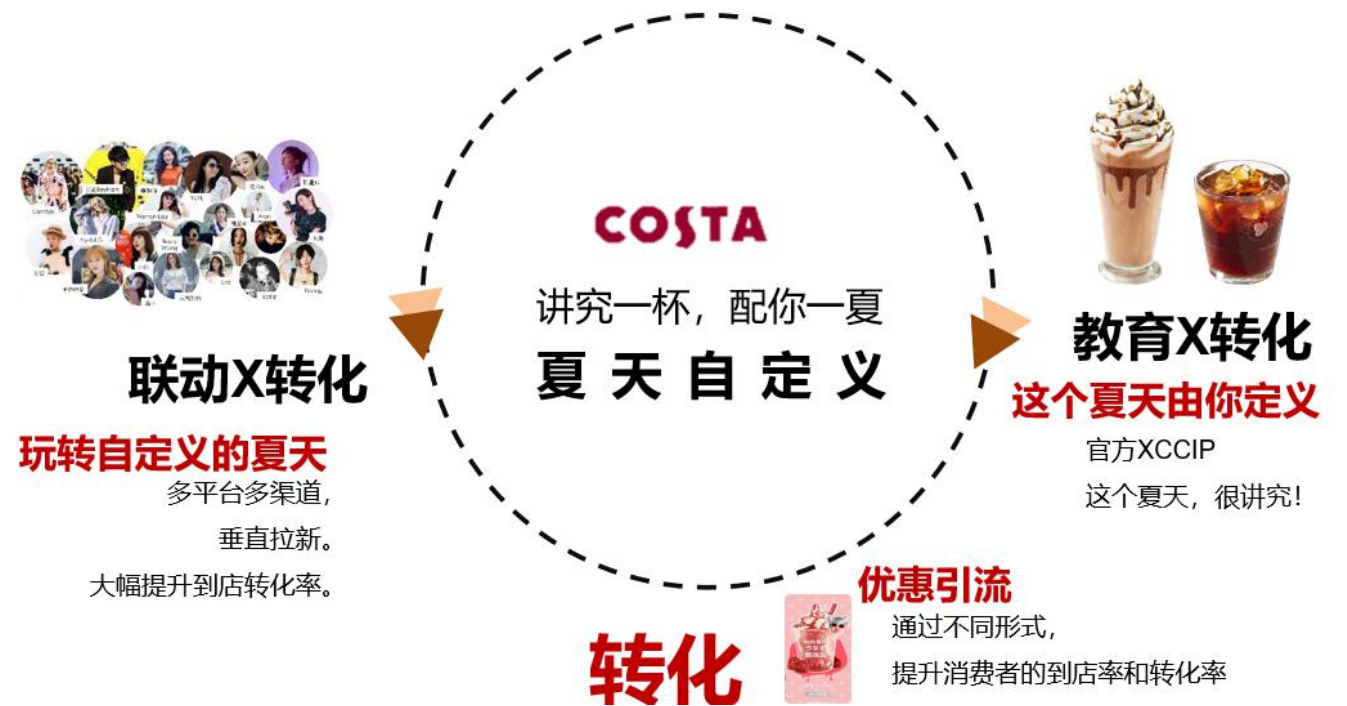 COSTA
讲究一杯，配你一夏
夏天自定义
联动X转化
玩转自定义的夏天
多平台多渠道，
垂直拉新。
大幅提升到店转化率。
教育X转化
这个夏天由你定义
官方XCCIP
这个夏天，很讲究！
优惠引流
通过不同形式，
提升消费者的到店率和转化率
转化